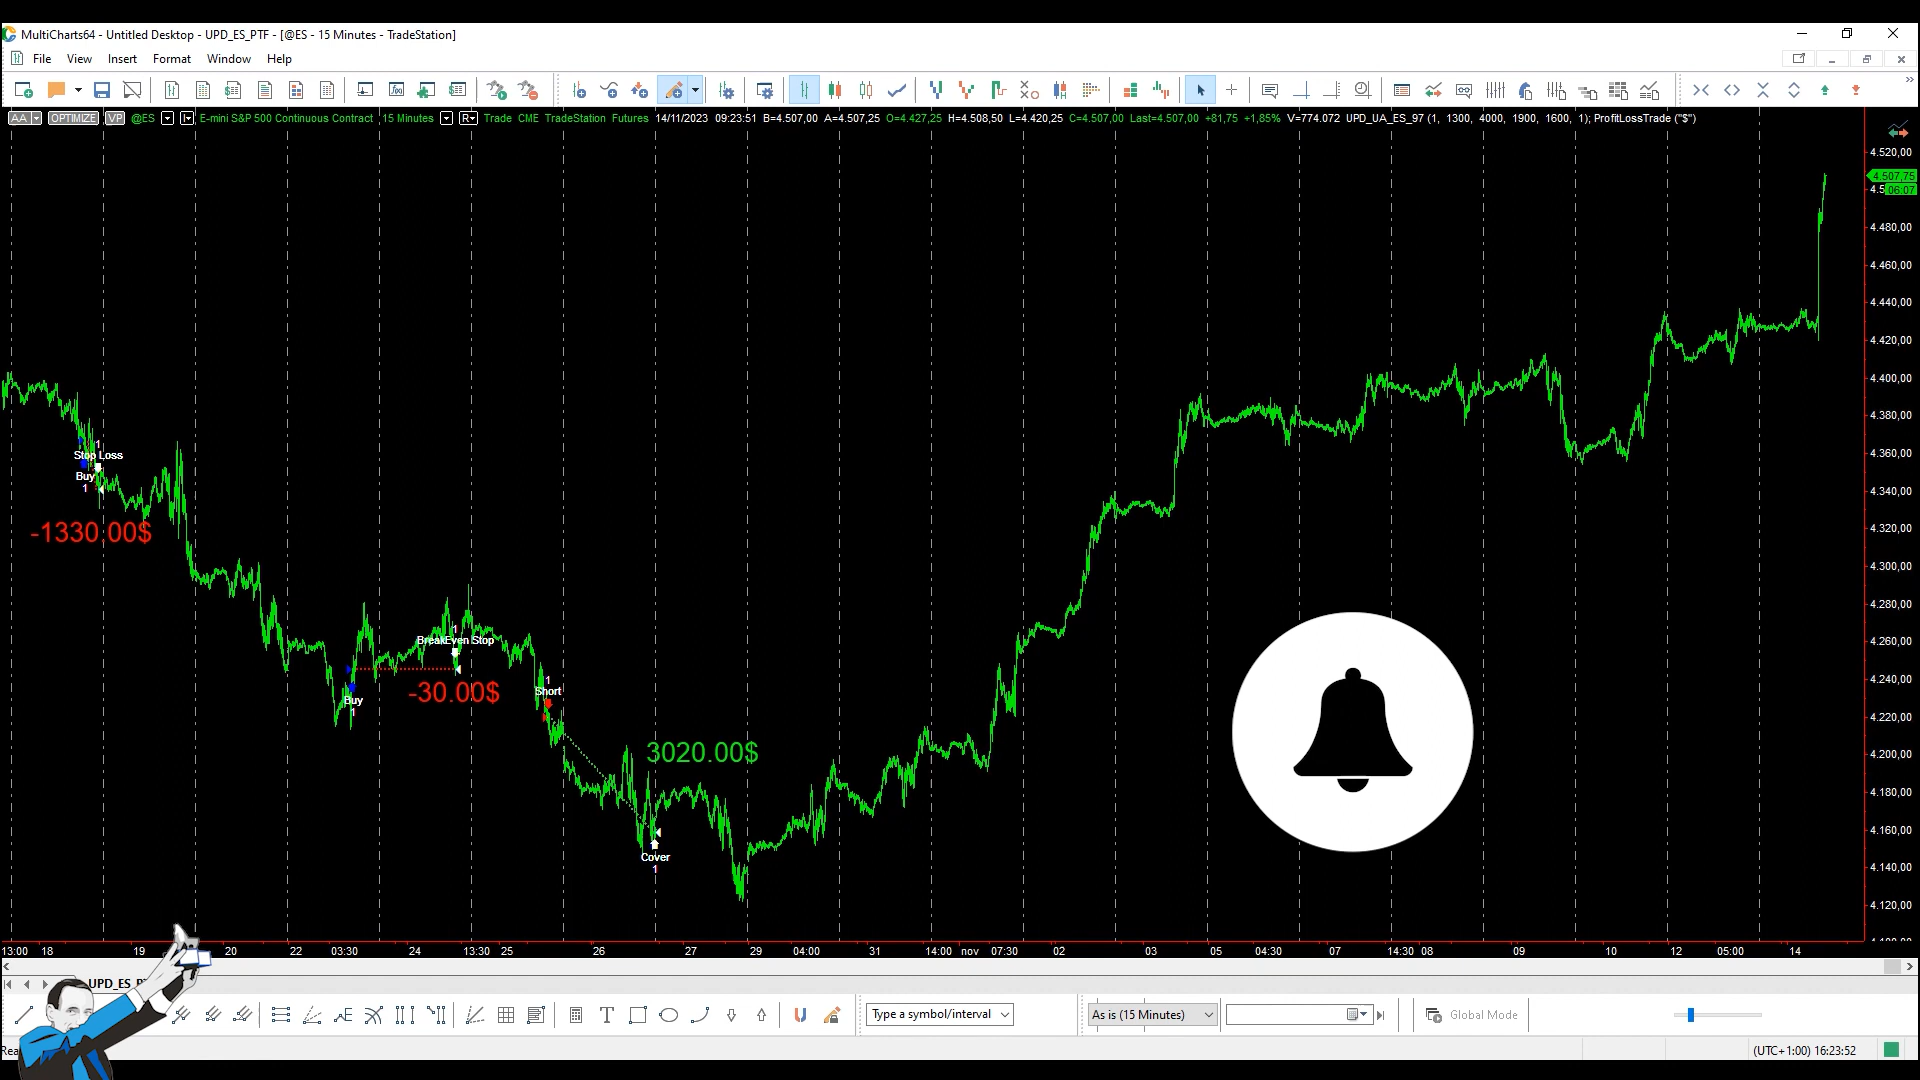 MultiCharts64 - Untitled Desktop - UPD_ES_PTF - [@ES - 15 Minutes - TradeStation]
File View Insert Format Window Help
AA OPTIMIZE VP @ES I E-mini S&P 500 Continuous Contract 15 Minutes R Trade CME TradeStation Futures 14/11/2023 09:23:51 B=4.507,00 A=4.507,25 O=4.427,25 H=4.508,50 L=4.420,25 C=4.507,00 Last=4.507,00 +81,75 +1,85% V=774.072 UPD_UA_ES_97 (1, 1300, 4000, 1900, 1600, 1); ProfitLossTrade ("$")
4.520,00
4.507,75
4.5 06:07
4.480,00
4.460,00
4.440,00
4.420,00
4.400,00
4.380,00
4.360,00
4.340,00
4.320,00
4.300,00
4.280,00
4.260,00
4.240,00
4.220,00
4.200,00
4.180,00
4.160,00
4.140,00
4.120,00
1
Stop Loss
Buy
1
-1330.00$
1
BreakEven Stop
Buy
1
-30.00$
1
Short
3020.00$
Cover
1
13:00 18 19 20 22 03:30 24 13:30 25 26 27 29 04:00 31 14:00 nov 07:30 02 03 05 04:30 07 14:30 08 09 10 12 05:00 14
UPD_ES_P
Type a symbol/interval As is (15 Minutes) Global Mode
Rea (UTC+1:00) 16:23:52